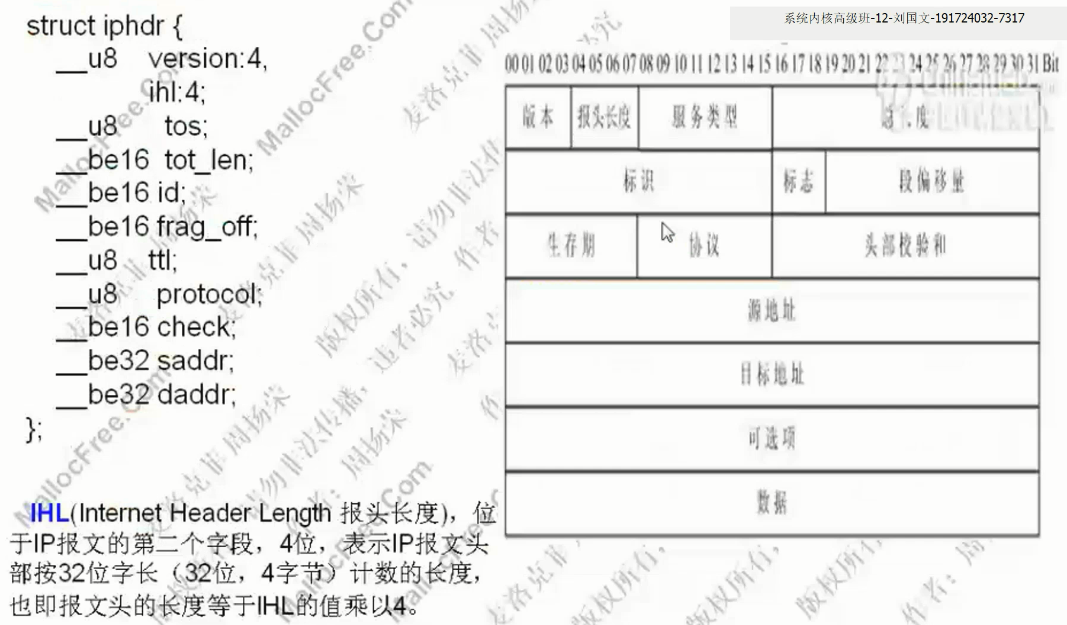 系统内核高级班-12-刘国文-191724032-7317
struct iphdr {
__u8 version:4,
ihl:4;
__u8 tos;
__be16 tot_len;
__be16 id;
__be16 frag_off;
__u8 ttl;
__u8 protocol;
__be16 check;
__be32 saddr;
__be32 daddr;
};
IHL(Internet Header Length 报头长度)，位
于IP报文的第二个字段，4位，表示IP报文头
部按32位字长（32位，4字节）计数的长度，
也即报文头的长度等于IHL的值乘以4。
00 01 02 03 04 05 06 07 08 09 10 11 12 13 14 15 16 17 18 19 20 21 22 23 24 25 26 27 28 29 30 31 Bit
版本 报头长度 服务类型 度
标识 标志 段偏移量
生存期 协议 头部校验和
源地址
目标地址
可选项
数据
MallocFree.Com
麦洛克菲 周扬荣
版权所有，请勿非法传播，违者必究
作者：周扬荣